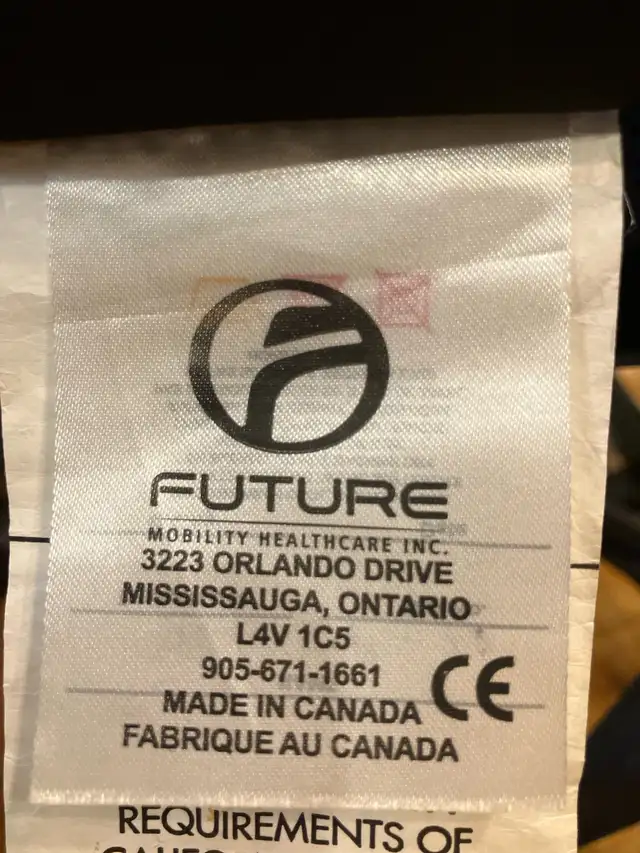 FUTURE
MOBILITY HEALTHCARE INC.
3223 ORLANDO DRIVE
MISSISSAUGA, ONTARIO
L4V 1C5
905-671-1661
MADE IN CANADA
FABRIQUE AU CANADA
CE
REQUIREMENTS OF